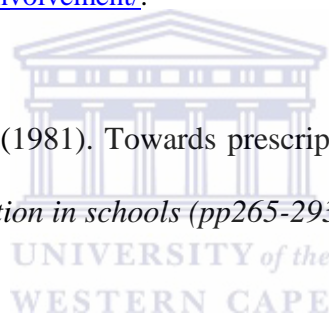 nvolvement/.
(1981). Towards prescrip
tion in schools (pp265-293
UNIVERSITY of the
WESTERN CAPE